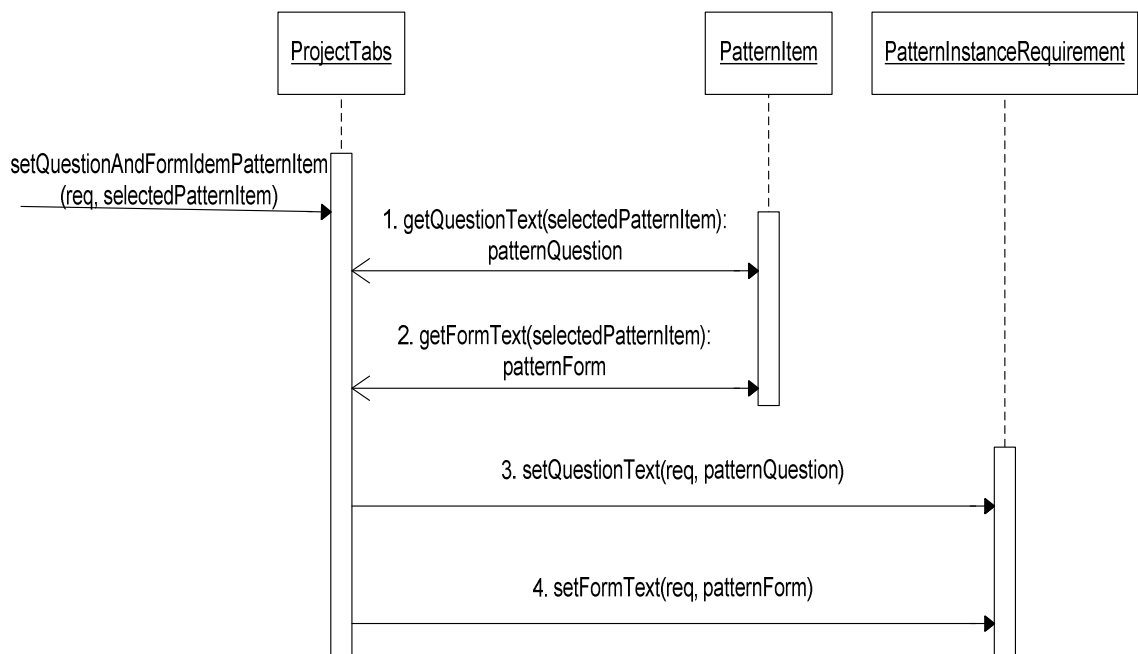 ProjectTabs
PatternItem
PatternInstanceRequirement
setQuestionAndFormIdemPatternItem
(req, selectedPatternItem)
1. getQuestionText(selectedPatternItem):
patternQuestion
2. getFormText(selectedPatternItem):
patternForm
3. setQuestionText(req, patternQuestion)
4. setFormText(req, patternForm)